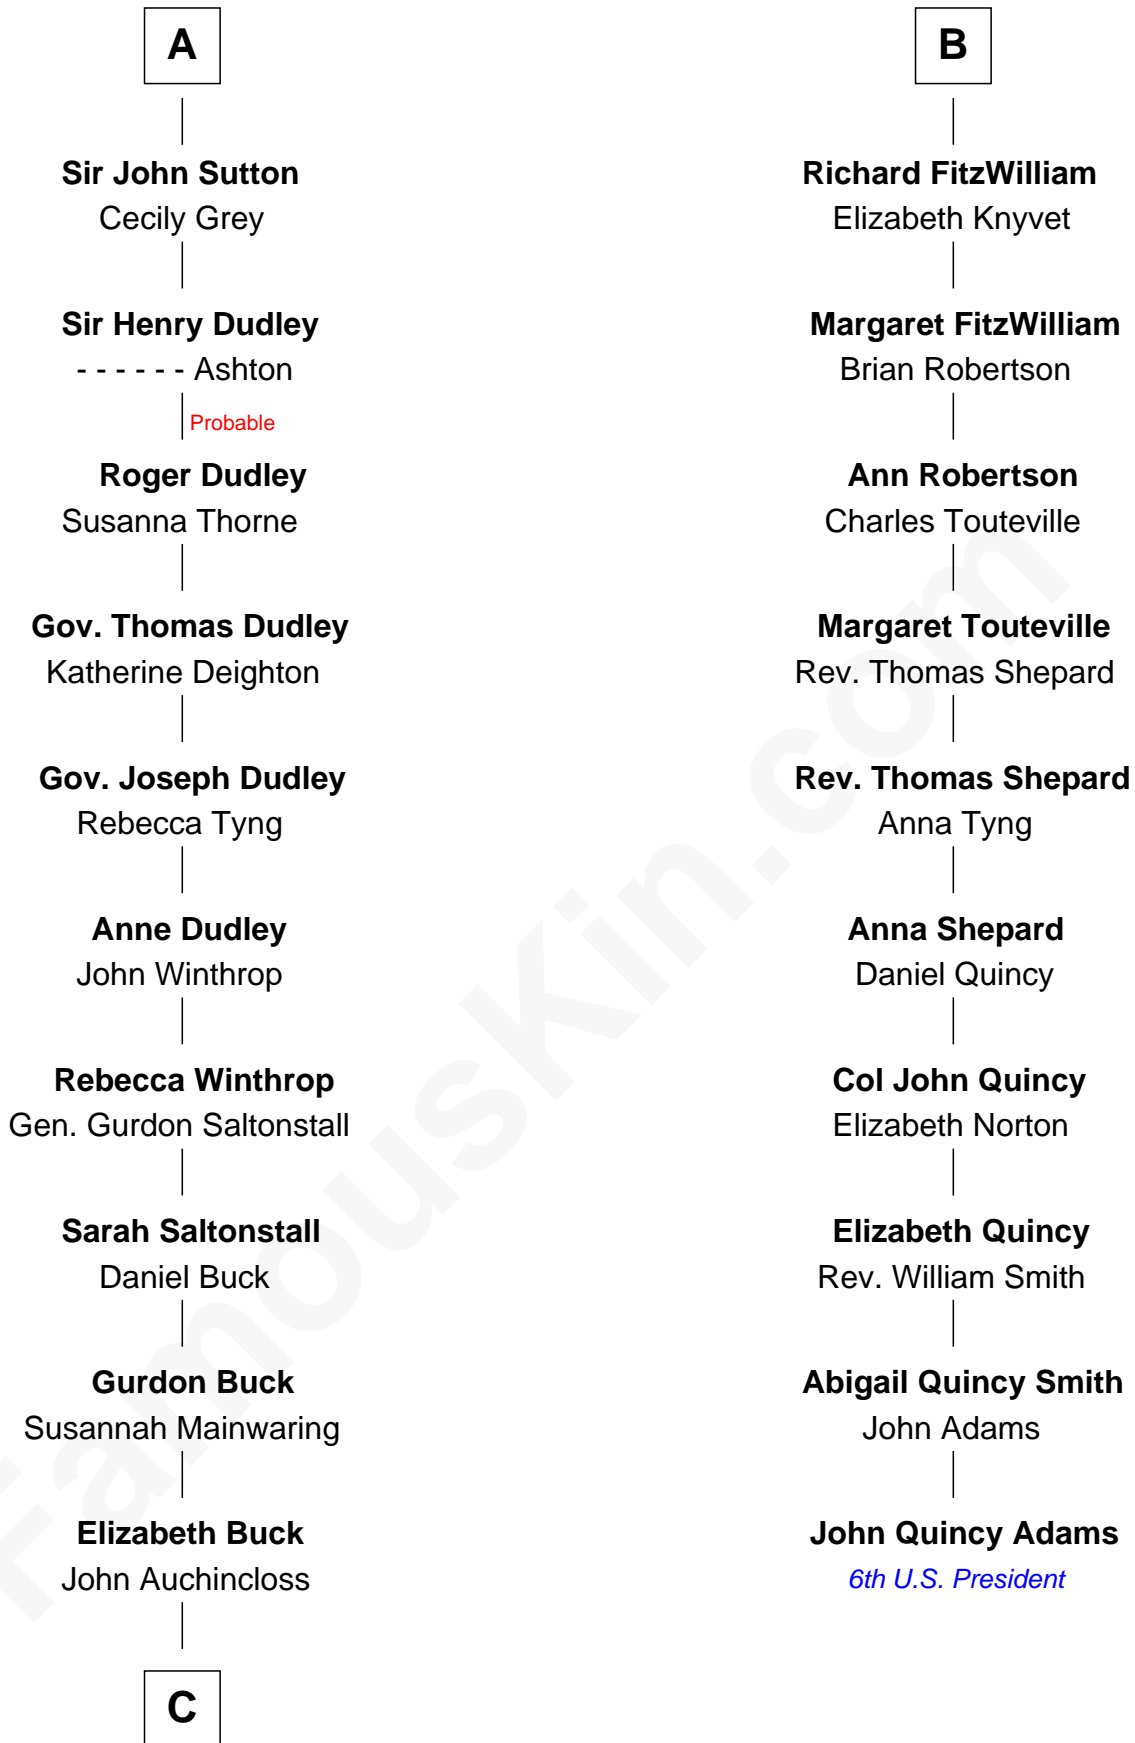 A
Sir John Sutton
Cecily Grey
Sir Henry Dudley
- - - - - - Ashton
Probable
Roger Dudley
Susanna Thorne
Gov. Thomas Dudley
Katherine Deighton
Gov. Joseph Dudley
Rebecca Tyng
Anne Dudley
John Winthrop
Rebecca Winthrop
Gen. Gurdon Saltonstall
Sarah Saltonstall
Daniel Buck
Gurdon Buck
Susannah Mainwaring
Elizabeth Buck
John Auchincloss
C
B
Richard FitzWilliam
Elizabeth Knyvet
Margaret FitzWilliam
Brian Robertson
Ann Robertson
Charles Touteville
Margaret Touteville
Rev. Thomas Shepard
Rev. Thomas Shepard
Anna Tyng
Anna Shepard
Daniel Quincy
Col John Quincy
Elizabeth Norton
Elizabeth Quincy
Rev. William Smith
Abigail Quincy Smith
John Adams
John Quincy Adams
6th U.S. President
FamousKin.com